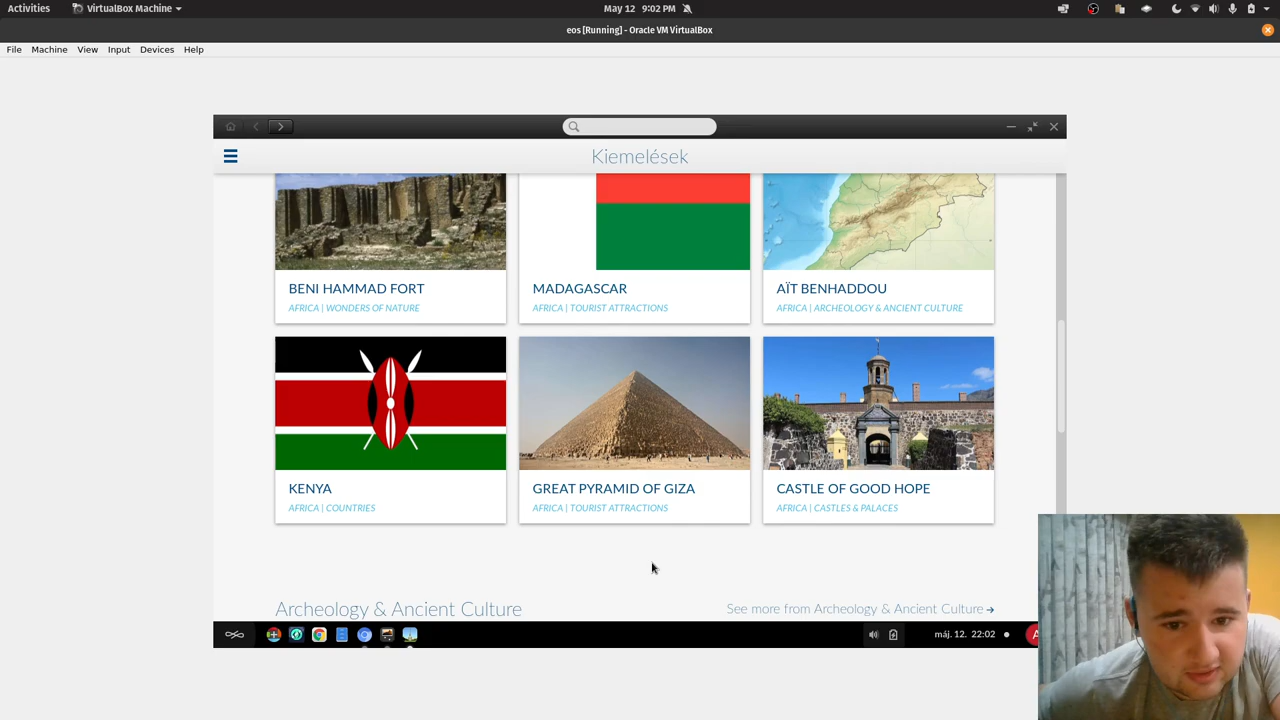 Activities VirtualBox Machine May 12 9:02 PM
eos [Running] - Oracle VM VirtualBox
File Machine View Input Devices Help
Kiemelések
BENI HAMMAD FORT
AFRICA | WONDERS OF NATURE
MADAGASCAR
AFRICA | TOURIST ATTRACTIONS
AÏT BENHADDOU
AFRICA | ARCHEOLOGY & ANCIENT CULTURE
KENYA
AFRICA | COUNTRIES
GREAT PYRAMID OF GIZA
AFRICA | TOURIST ATTRACTIONS
CASTLE OF GOOD HOPE
AFRICA | CASTLES & PALACES
Archeology & Ancient Culture
See more from Archeology & Ancient Culture →
máj. 12. 22:02